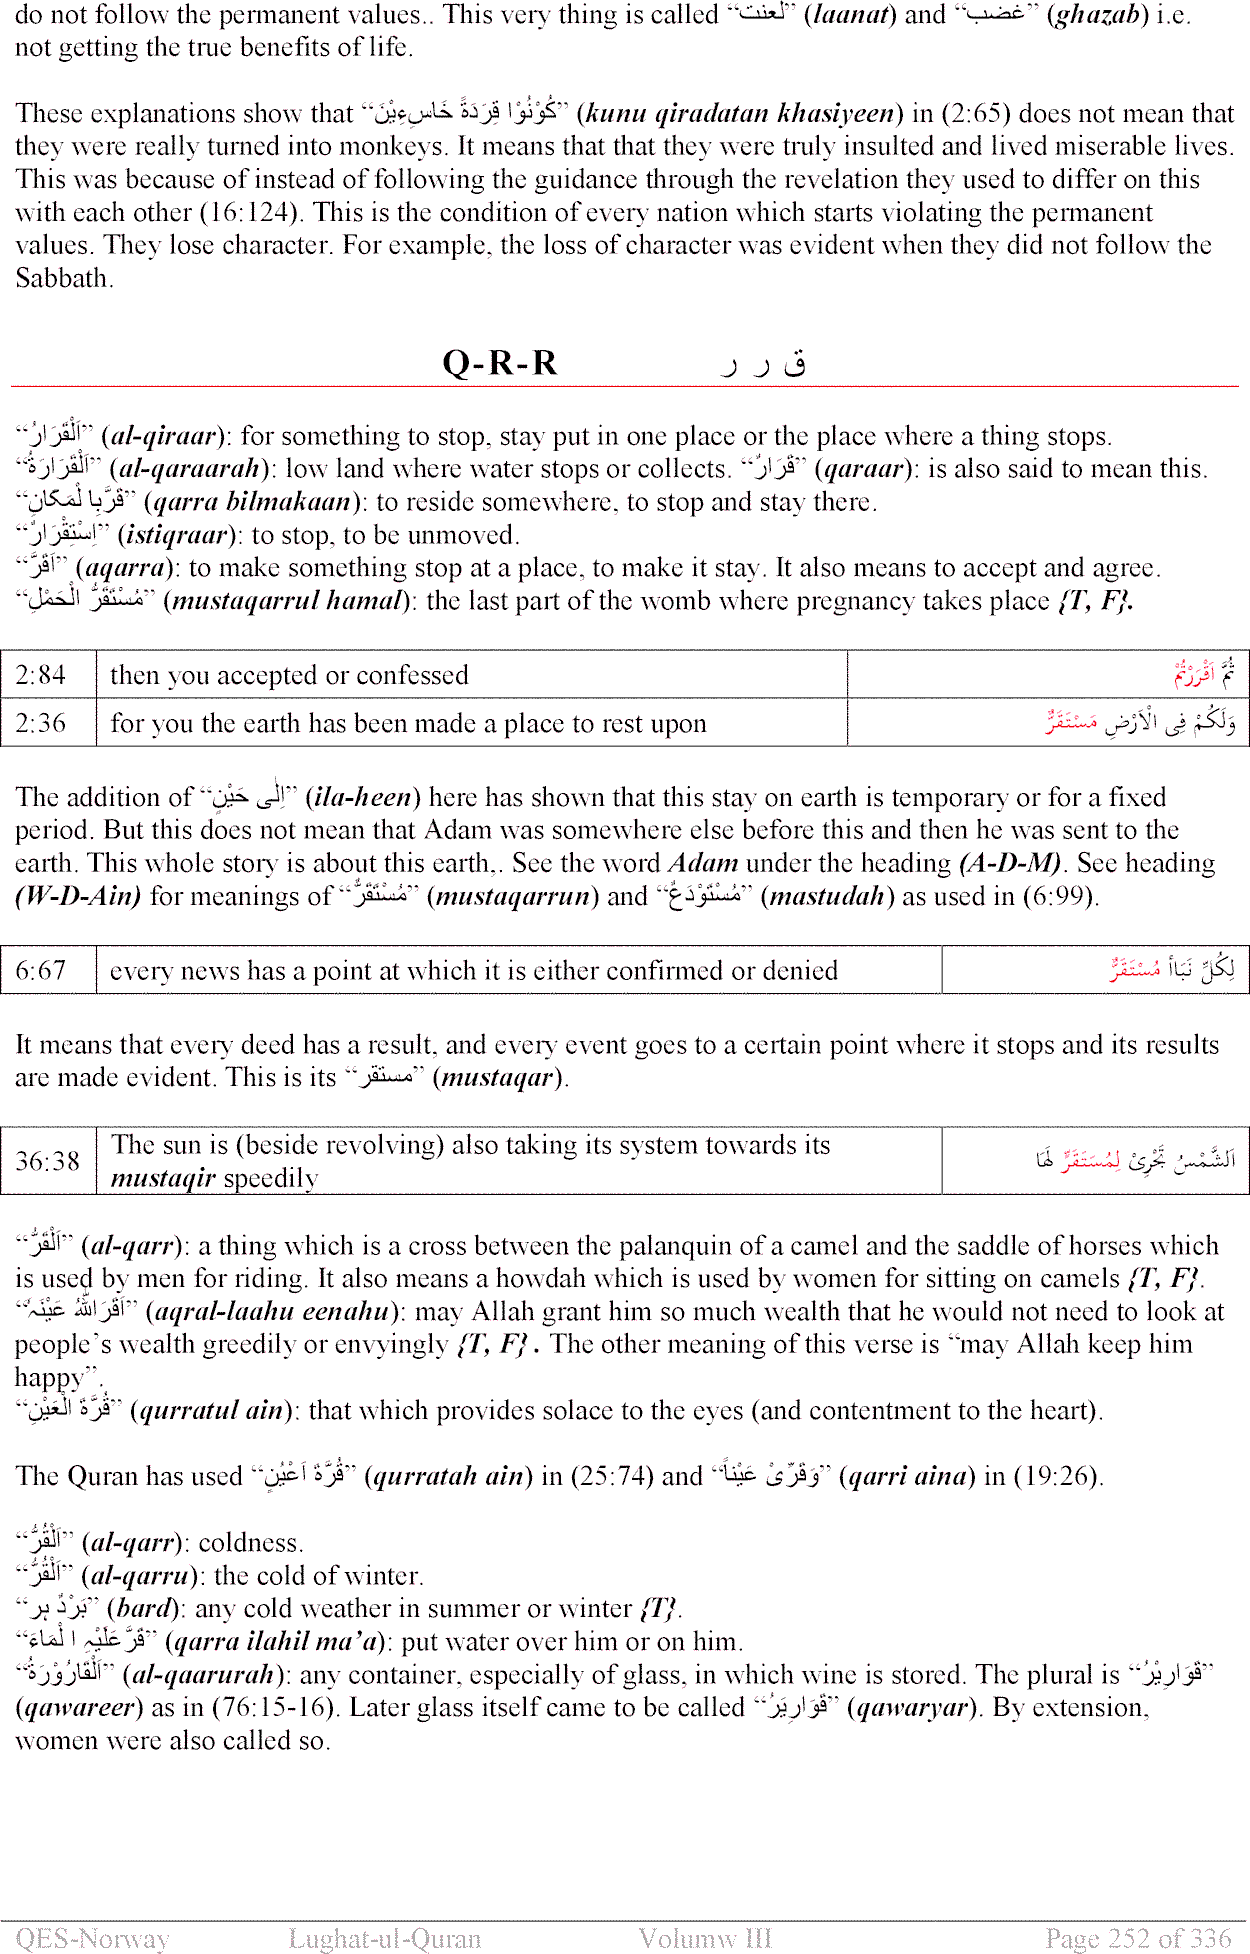 do not follow the permanent values.. This very thing is called “لعنت” (laanat) and “غضب” (ghazab) i.e.
not getting the true benefits of life.
These explanations show that “كُوْنُوْا قِرَدَةً خَاسِءِيْنَ” (kunu qiradatan khasiyeen) in (2:65) does not mean that
they were really turned into monkeys. It means that that they were truly insulted and lived miserable lives.
This was because of instead of following the guidance through the revelation they used to differ on this
with each other (16:124). This is the condition of every nation which starts violating the permanent
values. They lose character. For example, the loss of character was evident when they did not follow the
Sabbath.
Q-R-R ق ر ر
“اَلْقَرَارُ” (al-qiraar): for something to stop, stay put in one place or the place where a thing stops.
“اَلْقَرَارَةُ” (al-qaraarah): low land where water stops or collects. “قَرَارٌ” (qaraar): is also said to mean this.
“قَرَّبِا لْمَكانِ” (qarra bilmakaan): to reside somewhere, to stop and stay there.
“اِسْتِقْرَارٌ” (istiqraar): to stop, to be unmoved.
“اَقَرَّ” (aqarra): to make something stop at a place, to make it stay. It also means to accept and agree.
“مُسْتَقَرُّ الْحَمْلِ” (mustaqarrul hamal): the last part of the womb where pregnancy takes place {T, F}.
2:84 then you accepted or confessed ثُمَّ اَقْرَرْتُمْ
2:36 for you the earth has been made a place to rest upon وَلَكُمْ فِى الْاَرْضِ مَسْتَقَرٌّ
The addition of “اِلٰى حَيْنٍ” (ila-heen) here has shown that this stay on earth is temporary or for a fixed
period. But this does not mean that Adam was somewhere else before this and then he was sent to the
earth. This whole story is about this earth,. See the word Adam under the heading (A-D-M). See heading
(W-D-Ain) for meanings of “مُسْتَقَرٌّ” (mustaqarrun) and “مُسْتَوْدَعٌ” (mastudah) as used in (6:99).
6:67 every news has a point at which it is either confirmed or denied لِكُلِّ نَبَاأ مُسْتَقَرٌّ
It means that every deed has a result, and every event goes to a certain point where it stops and its results
are made evident. This is its “مستقر” (mustaqar).
36:38 The sun is (beside revolving) also taking its system towards its
mustaqir speedily اَلشَّمْسُ تَجْرِىْ لِمُسْتَقَرٍّ لَهَا
“اَلْقَرُّ” (al-qarr): a thing which is a cross between the palanquin of a camel and the saddle of horses which
is used by men for riding. It also means a howdah which is used by women for sitting on camels {T, F}.
“اَقَرَاللّٰهُ عَيْنَہٗ” (aqral-laahu eenahu): may Allah grant him so much wealth that he would not need to look at
people’s wealth greedily or envyingly {T, F} . The other meaning of this verse is “may Allah keep him
happy”.
“قُرَّةَ الْعَيْنِ” (qurratul ain): that which provides solace to the eyes (and contentment to the heart).
The Quran has used “قُرَّةَ اَعْيُنٍ” (qurratah ain) in (25:74) and “وَقَرِّىْ عَيْناً” (qarri aina) in (19:26).
“اَلْقُرُّ” (al-qarr): coldness.
“اَلْقُرُّ” (al-qarru): the cold of winter.
“بَرْدٌ بر” (bard): any cold weather in summer or winter {T}.
“قَرَّ عَلَيْہِ ا لْمَاءَ” (qarra ilahil ma’a): put water over him or on him.
“اَلْقَارُوْرَةُ” (al-qaarurah): any container, especially of glass, in which wine is stored. The plural is “قَوَارِيْرُ”
(qawareer) as in (76:15-16). Later glass itself came to be called “قَوَارِيَرُ” (qawaryar). By extension,
women were also called so.
QES-Norway Lughat-ul-Quran Volumw III Page 252 of 336